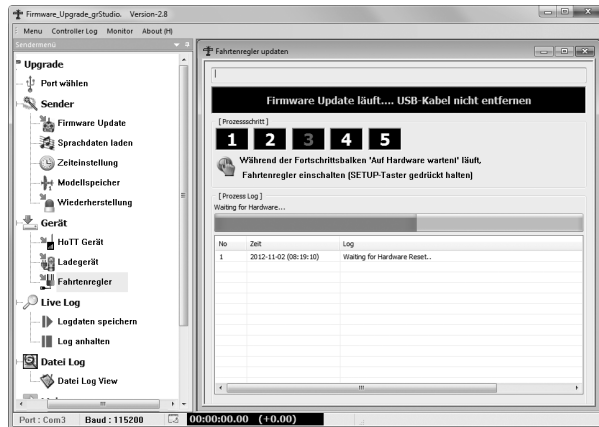 Firmware_Upgrade_grStudio. Version-2.8
Menu Controller Log Monitor About (H)
Sendermenü
Upgrade
Port wählen
Sender
Firmware Update
Sprachdaten laden
Zeiteinstellung
Modellspeicher
Wiederherstellung
Gerät
HoTT Gerät
Ladegerät
Fahrtenregler
Live Log
Logdaten speichern
Log anhalten
Datei Log
Datei Log View
Fahrtenregler updaten
Firmware Update läuft.... USB-Kabel nicht entfernen
[ Prozessschritt ]
1 2 3 4 5
Während der Fortschrittsbalken 'Auf Hardware warten!' läuft,
Fahrtenregler einschalten (SETUP-Taster gedrückt halten)
[ Prozess Log ]
Waiting for Hardware...
No Zeit Log
1 2012-11-02 (08:19:10) Waiting for Hardware Reset..
Port : Com3 Baud : 115200 00:00:00.00 (+0.00)